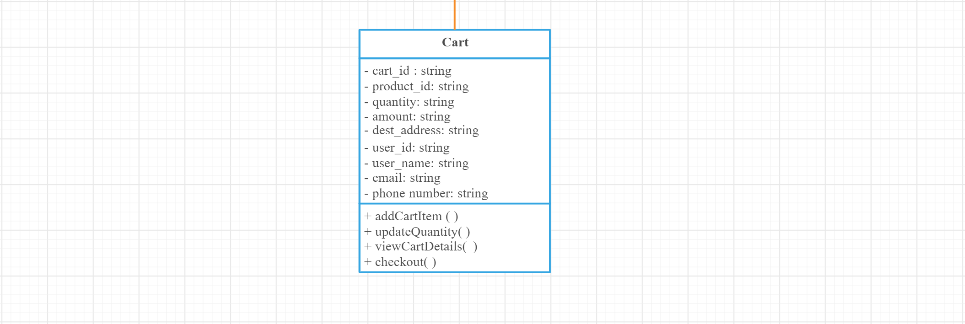 Cart
- cart_id : string
- product_id: string
- quantity: string
- amount: string
- dest_address: string
- user_id: string
- user_name: string
- email: string
- phone number: string
+ addCartItem ( )
+ updateQuantity( )
+ viewCartDetails(  )
+ checkout( )